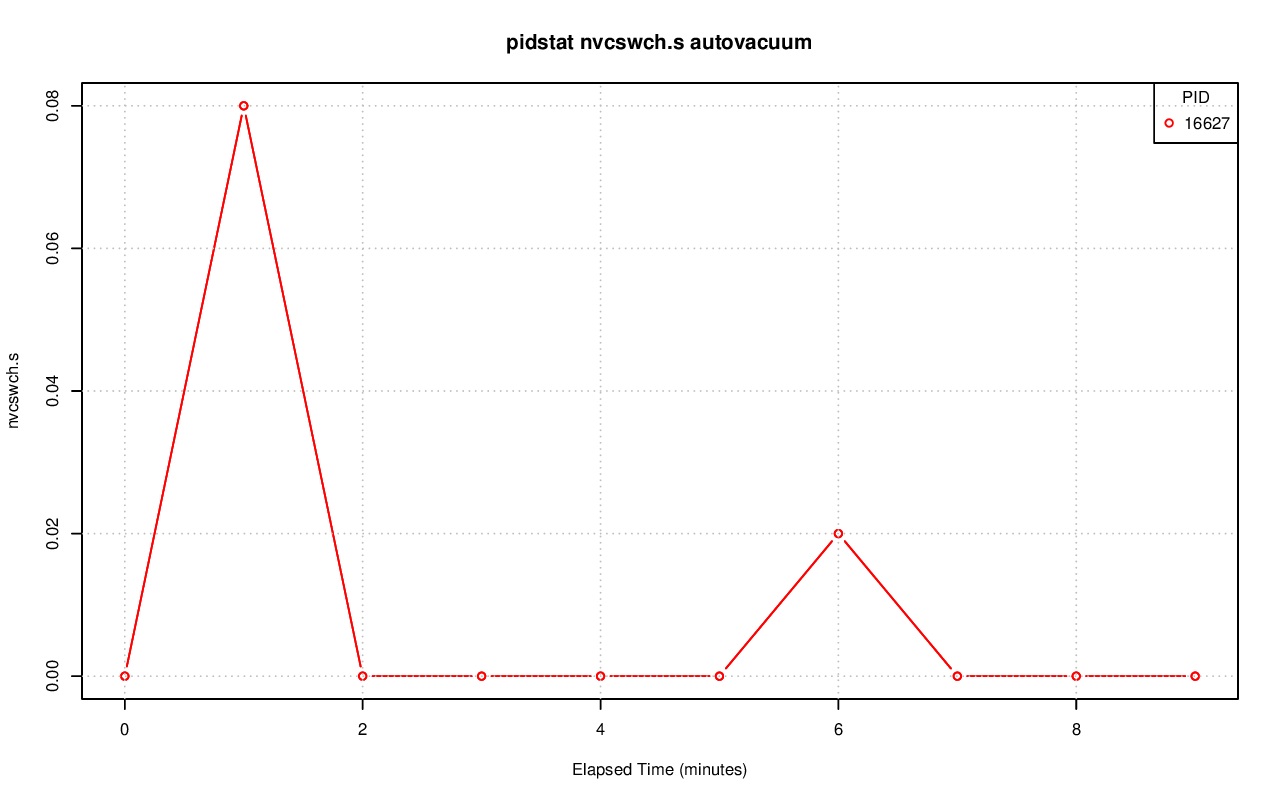 pidstat nvcswch.s autovacuum
PID
16627
0.08
0.06
0.04
0.02
0.00
nvcswch.s
0 2 4 6 8
Elapsed Time (minutes)